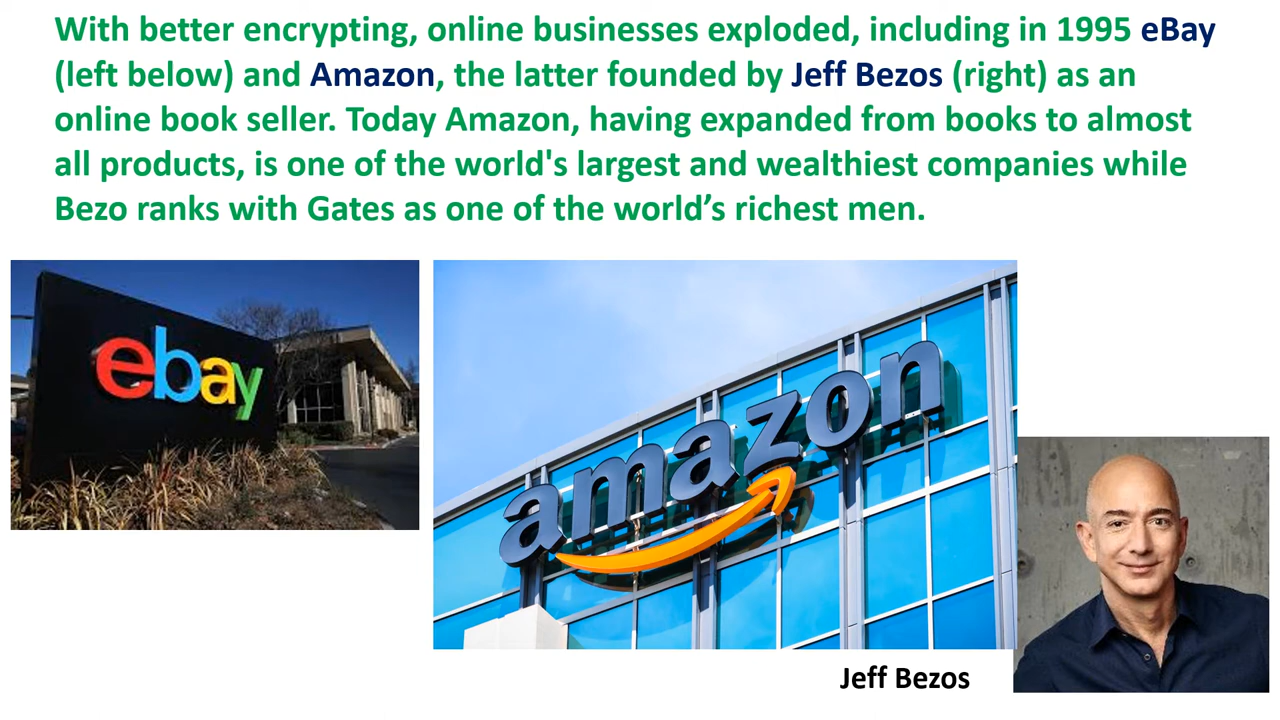 With better encrypting, online businesses exploded, including in 1995 eBay
(left below) and Amazon, the latter founded by Jeff Bezos (right) as an
online book seller. Today Amazon, having expanded from books to almost
all products, is one of the world's largest and wealthiest companies while
Bezo ranks with Gates as one of the world’s richest men.
ebay
amazon
Jeff Bezos